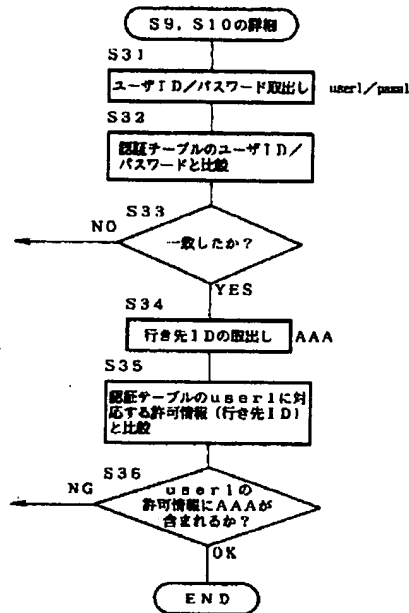 S9, S10の詳細
S31
ユーザID/パスワード取出し
user1/pass1
S32
認証テーブルのユーザID/
パスワードと比較
S33
NO
一致したか?
YES
S34
行き先IDの取出し
AAA
S35
認証テーブルのuser1に対
応する許可情報(行き先ID)
と比較
S36
NG
user1の
許可情報にAAAが
含まれるか?
OK
END